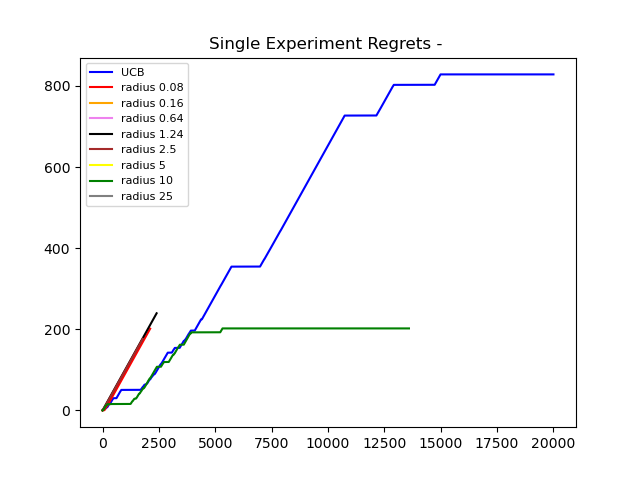 Single Experiment Regrets -
UCB
radius 0.08
radius 0.16
radius 0.64
radius 1.24
radius 2.5
radius 5
radius 10
radius 25
800
600
400
200
0
0 2500 5000 7500 10000 12500 15000 17500 20000